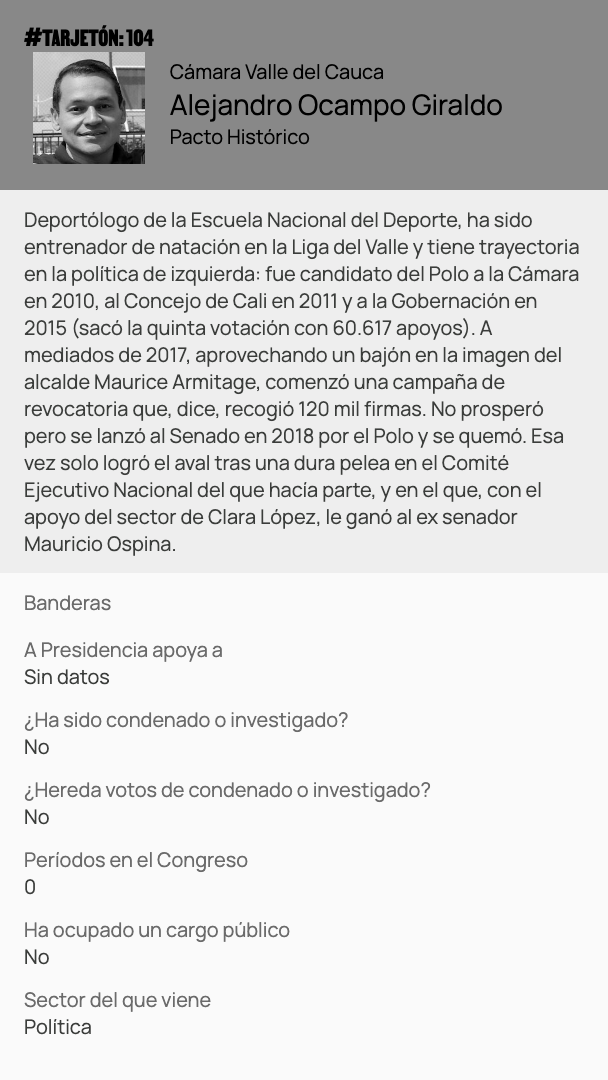 #TARJETÓN: 104
Cámara Valle del Cauca
Alejandro Ocampo Giraldo
Pacto Histórico
Deportólogo de la Escuela Nacional del Deporte, ha sido
entrenador de natación en la Liga del Valle y tiene trayectoria
en la política de izquierda: fue candidato del Polo a la Cámara
en 2010, al Concejo de Cali en 2011 y a la Gobernación en
2015 (sacó la quinta votación con 60.617 apoyos). A
mediados de 2017, aprovechando un bajón en la imagen del
alcalde Maurice Armitage, comenzó una campaña de
revocatoria que, dice, recogió 120 mil firmas. No prosperó
pero se lanzó al Senado en 2018 por el Polo y se quemó. Esa
vez solo logró el aval tras una dura pelea en el Comité
Ejecutivo Nacional del que hacía parte, y en el que, con el
apoyo del sector de Clara López, le ganó al ex senador
Mauricio Ospina.
Banderas
A Presidencia apoya a
Sin datos
¿Ha sido condenado o investigado?
No
¿Hereda votos de condenado o investigado?
No
Períodos en el Congreso
0
Ha ocupado un cargo público
No
Sector del que viene
Política